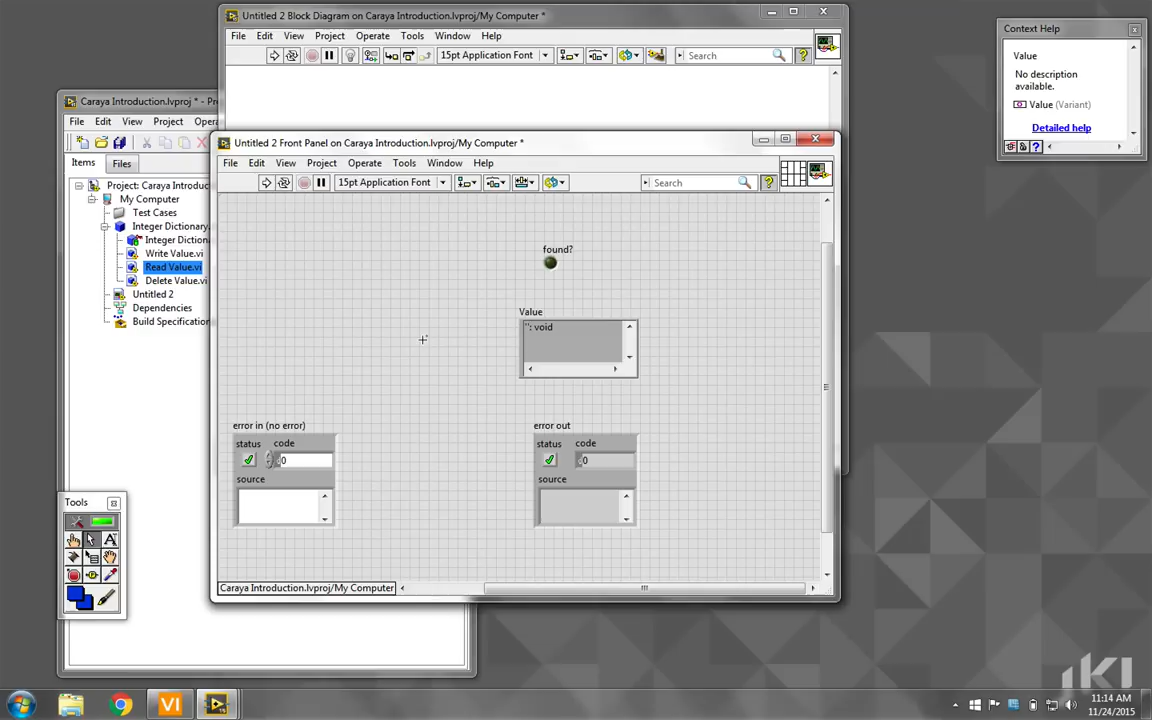 Untitled 2 Block Diagram on Caraya Introduction.lvproj/My Computer *
File Edit View Project Operate Tools Window Help
15pt Application Font
Search
Context Help
Value
No description
available.
Value (Variant)
Detailed help
Caraya Introduction.lvproj * - Pr
File Edit View Project Opera
Items Files
Project: Caraya Introduc
My Computer
Test Cases
Integer Dictionary.
Integer Diction
Write Value.vi
Read Value.vi
Delete Value.vi
Untitled 2
Dependencies
Build Specification
Untitled 2 Front Panel on Caraya Introduction.lvproj/My Computer *
File Edit View Project Operate Tools Window Help
15pt Application Font
Search
found?
Value
'': void
error in (no error)
status code
0
source
error out
status code
0
source
Caraya Introduction.lvproj/My Computer
Tools
A
VI
JKI
11:14 AM
11/24/2015